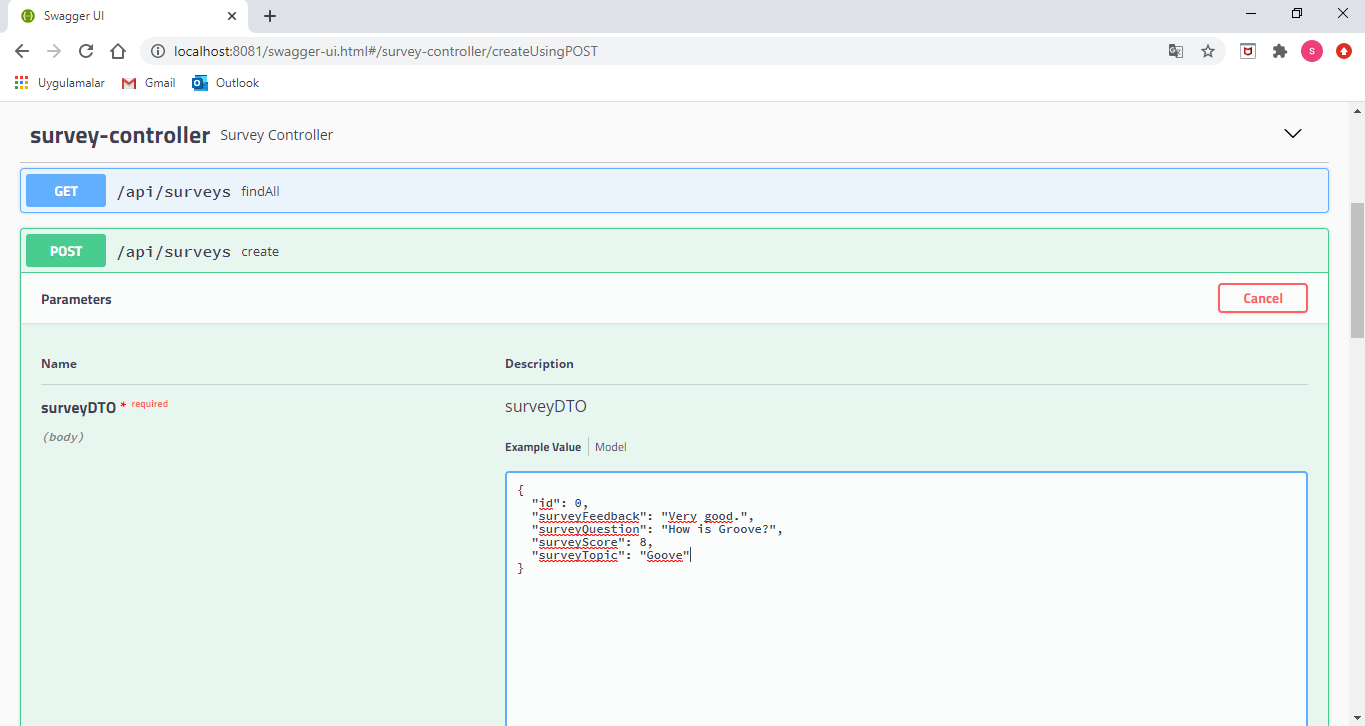 Swagger UI
localhost:8081/swagger-ui.html#/survey-controller/createUsingPOST
S
Uygulamalar Gmail Outlook
survey-controller Survey Controller
GET /api/surveys findAll
POST /api/surveys create
Parameters Cancel
Name Description
surveyDTO * required surveyDTO
(body)
Example Value Model
{
"id": 0,
"surveyFeedback": "Very good.",
"surveyQuestion": "How is Groove?",
"surveyScore": 8,
"surveyTopic": "Goove"
}